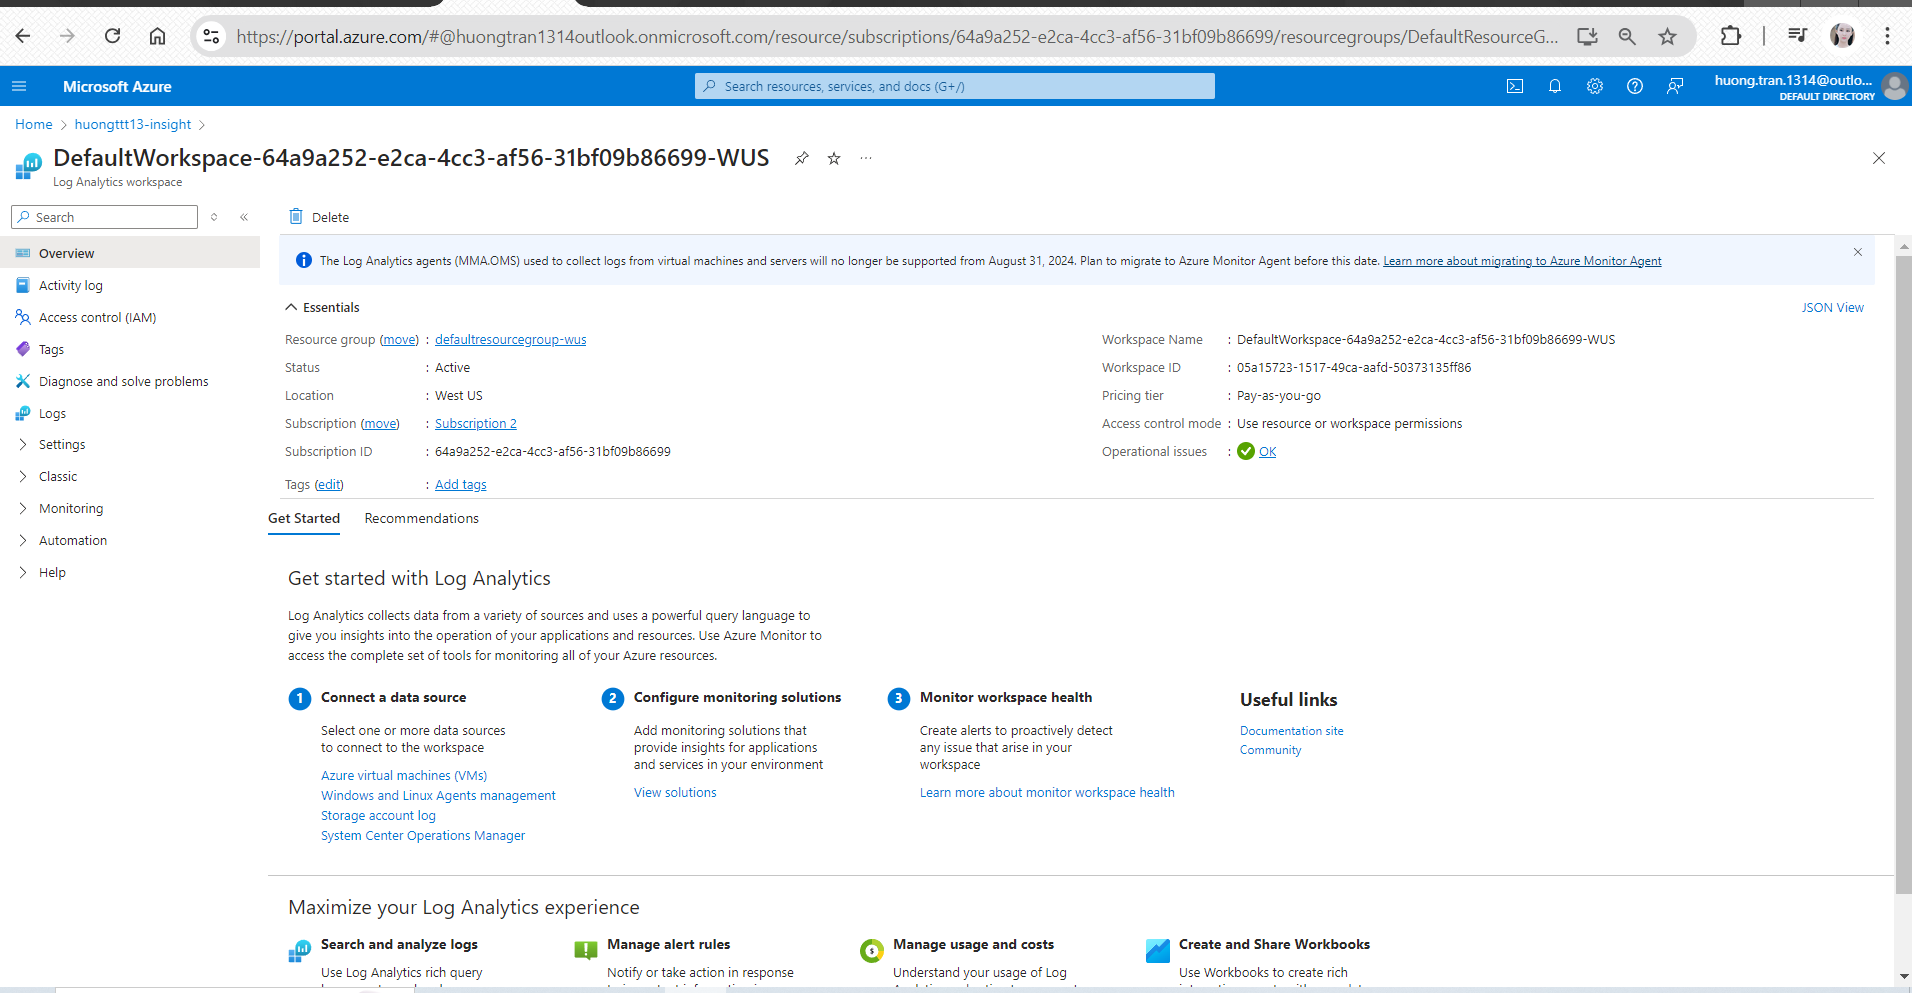 https://portal.azure.com/#@huongtran1314outlook.onmicrosoft.com/resource/subscriptions/64a9a252-e2ca-4cc3-af56-31bf09b86699/resourcegroups/DefaultResourceG...
Microsoft Azure
Search resources, services, and docs (G+/)
huong.tran.1314@outlo...
DEFAULT DIRECTORY
Home > huongttt13-insight >
DefaultWorkspace-64a9a252-e2ca-4cc3-af56-31bf09b86699-WUS
Log Analytics workspace
Search
Delete
Overview
Activity log
Access control (IAM)
Tags
Diagnose and solve problems
Logs
Settings
Classic
Monitoring
Automation
Help
The Log Analytics agents (MMA.OMS) used to collect logs from virtual machines and servers will no longer be supported from August 31, 2024. Plan to migrate to Azure Monitor Agent before this date. Learn more about migrating to Azure Monitor Agent
Essentials
JSON View
Resource group (move) : defaultresourcegroup-wus
Status : Active
Location : West US
Subscription (move) : Subscription 2
Subscription ID : 64a9a252-e2ca-4cc3-af56-31bf09b86699
Tags (edit) : Add tags
Workspace Name : DefaultWorkspace-64a9a252-e2ca-4cc3-af56-31bf09b86699-WUS
Workspace ID : 05a15723-1517-49ca-aafd-50373135ff86
Pricing tier : Pay-as-you-go
Access control mode : Use resource or workspace permissions
Operational issues : OK
Get Started
Recommendations
Get started with Log Analytics
Log Analytics collects data from a variety of sources and uses a powerful query language to
give you insights into the operation of your applications and resources. Use Azure Monitor to
access the complete set of tools for monitoring all of your Azure resources.
1 Connect a data source
Select one or more data sources
to connect to the workspace
Azure virtual machines (VMs)
Windows and Linux Agents management
Storage account log
System Center Operations Manager
2 Configure monitoring solutions
Add monitoring solutions that
provide insights for applications
and services in your environment
View solutions
3 Monitor workspace health
Create alerts to proactively detect
any issue that arise in your
workspace
Learn more about monitor workspace health
Useful links
Documentation site
Community
Maximize your Log Analytics experience
Search and analyze logs
Use Log Analytics rich query
Manage alert rules
Notify or take action in response
Manage usage and costs
Understand your usage of Log
Create and Share Workbooks
Use Workbooks to create rich